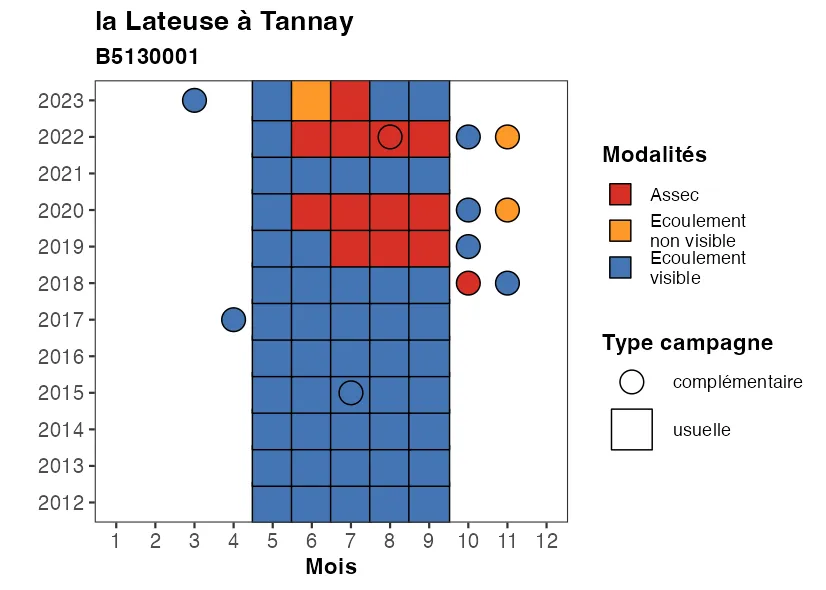 la Lateuse à Tannay
B5130001
2023
2022
2021
2020
2019
2018
2017
2016
2015
2014
2013
2012
1 2 3 4 5 6 7 8 9 10 11 12
Mois
Modalités
Assec
Ecoulement
non visible
Ecoulement
visible
Type campagne
complémentaire
usuelle